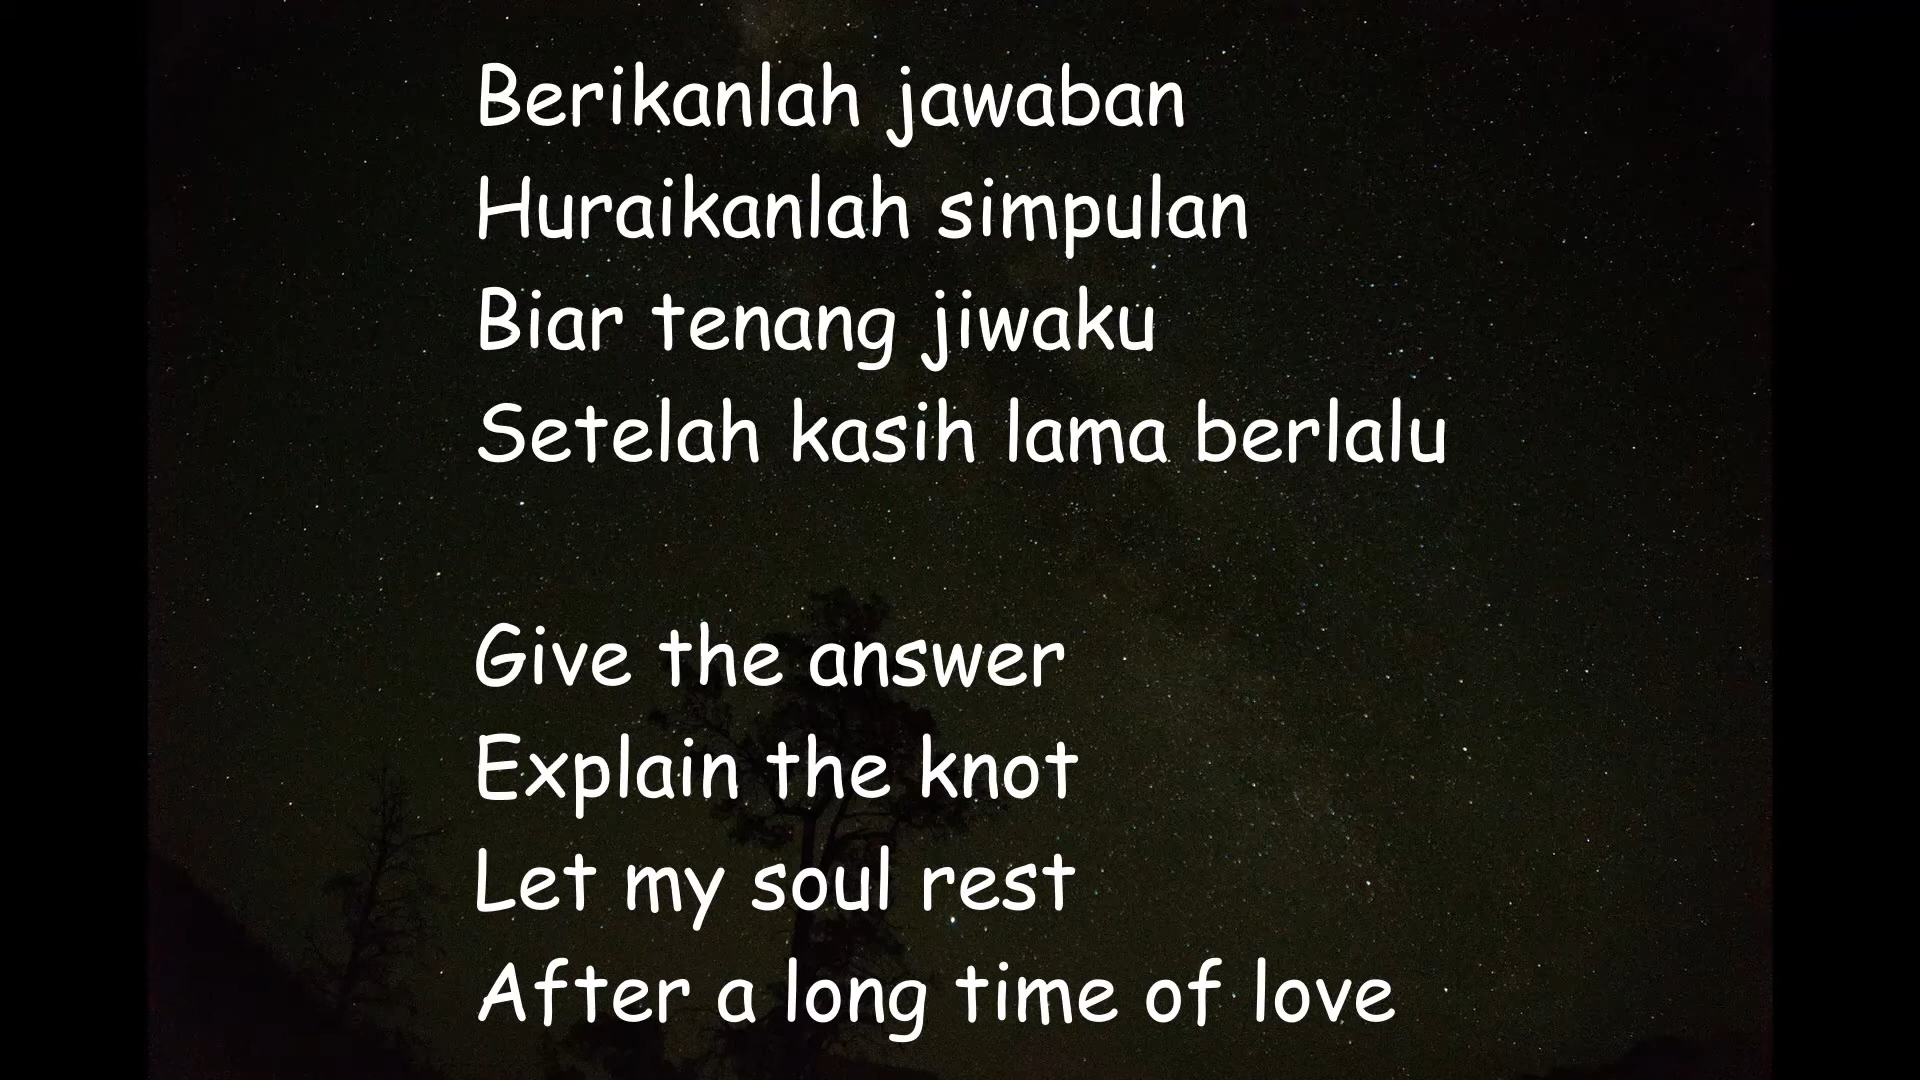 Berikanlah jawaban
Huraikanlah simpulan
Biar tenang jiwaku
Setelah kasih lama berlalu
Give the answer
Explain the knot
Let my soul rest
After a long time of love